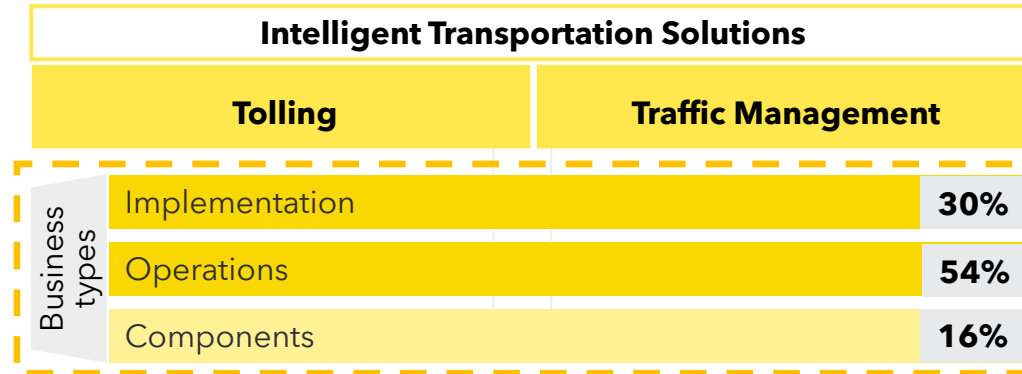 Intelligent Transportation Solutions
Tolling
Traffic Management
Business
types
Implementation
30%
Operations
54%
Components
16%